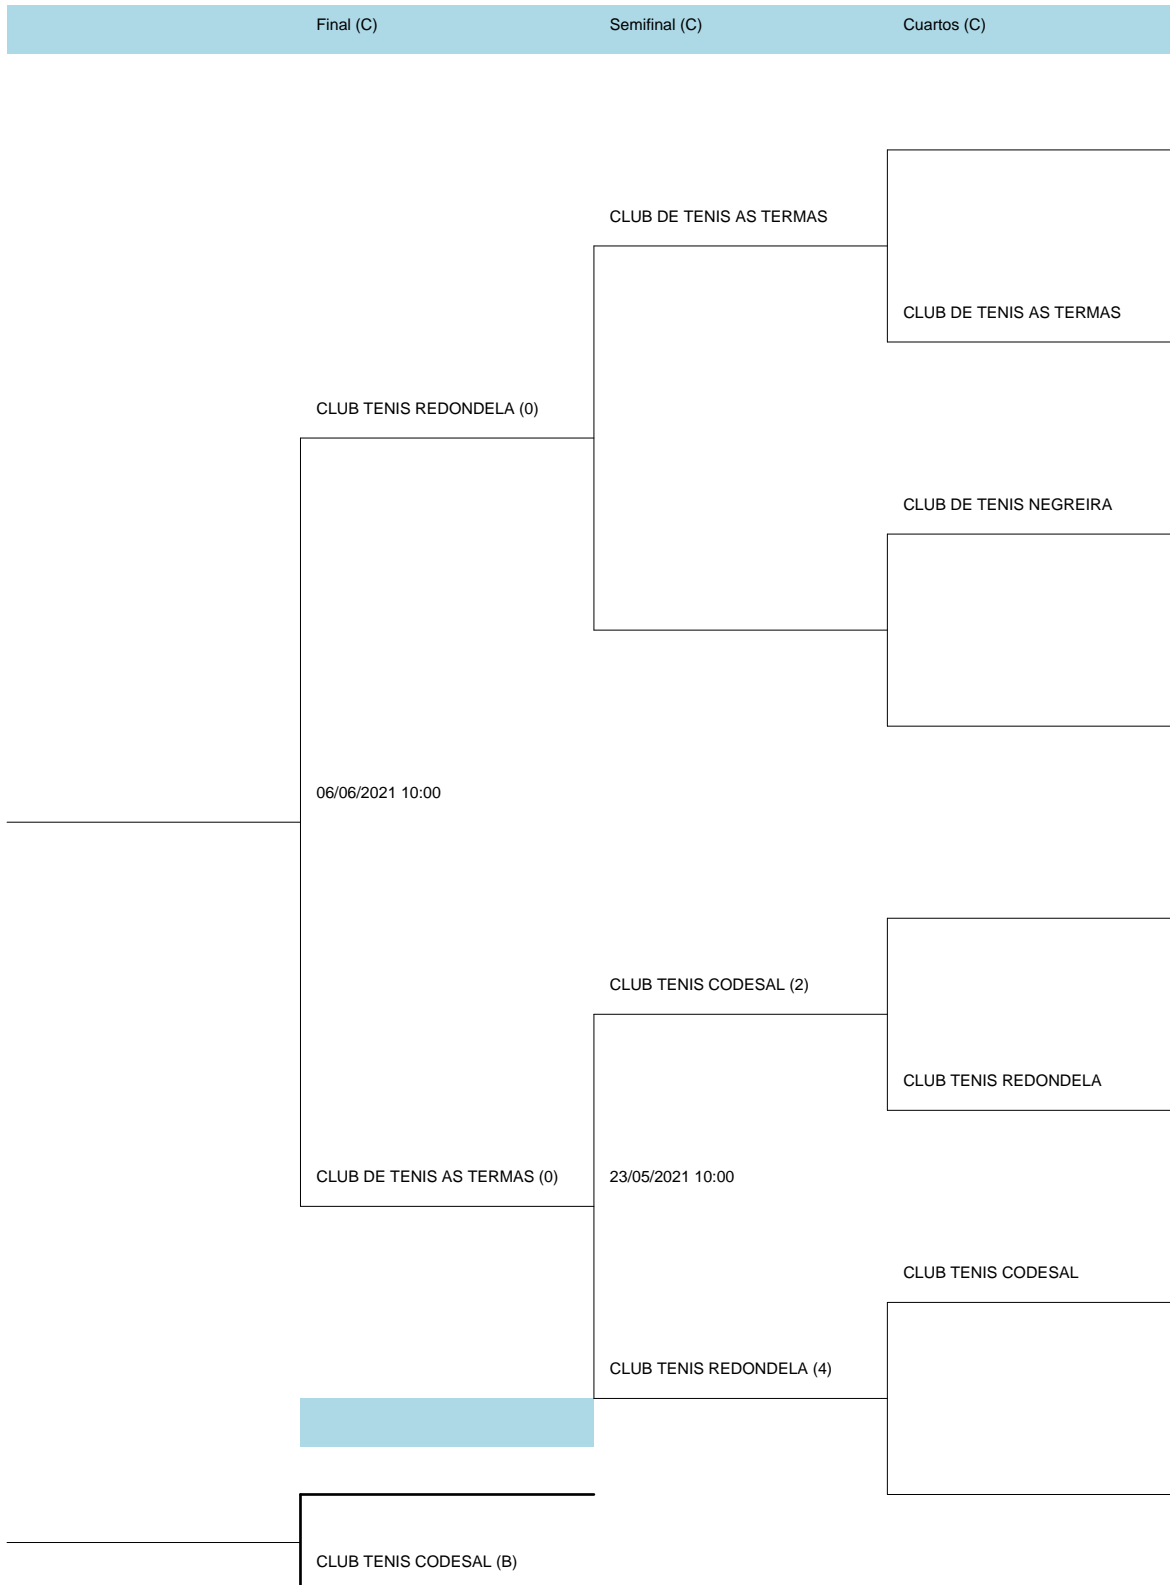 Final (C)
Semifinal (C)
Cuartos (C)
CLUB DE TENIS AS TERMAS
CLUB DE TENIS AS TERMAS
CLUB TENIS REDONDELA (0)
CLUB DE TENIS NEGREIRA
06/06/2021 10:00
CLUB TENIS CODESAL (2)
CLUB TENIS REDONDELA
CLUB DE TENIS AS TERMAS (0)
23/05/2021 10:00
CLUB TENIS CODESAL
CLUB TENIS REDONDELA (4)
CLUB TENIS CODESAL (B)